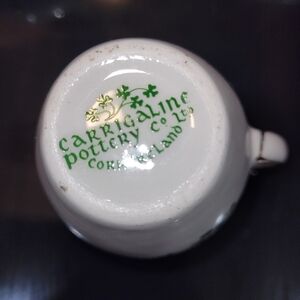 CARRIGALINE
POTTERY CO LTD
CORK IRELAND